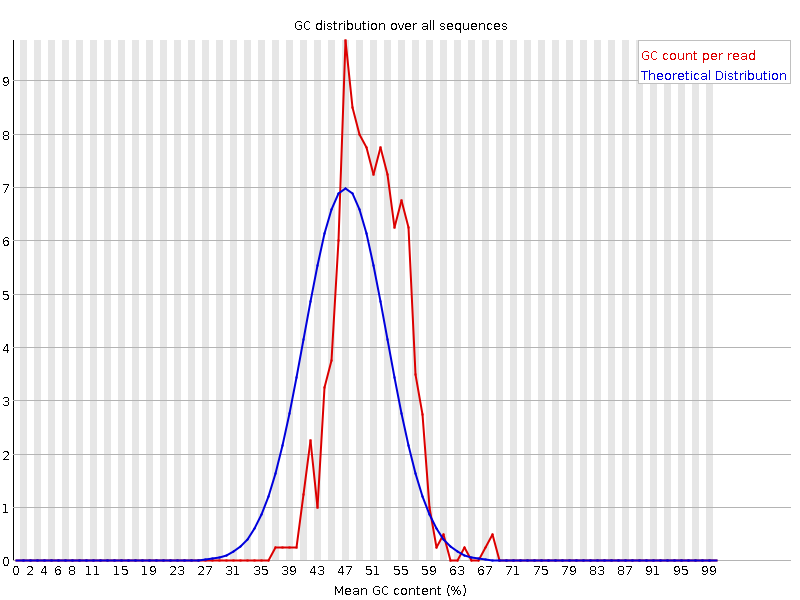 GC distribution over all sequences
GC count per read
Theoretical Distribution
9
8
7
6
5
4
3
2
1
0
0 2 4 6 8 11 15 19 23 27 31 35 39 43 47 51 55 59 63 67 71 75 79 83 87 91 95 99
Mean GC content (%)